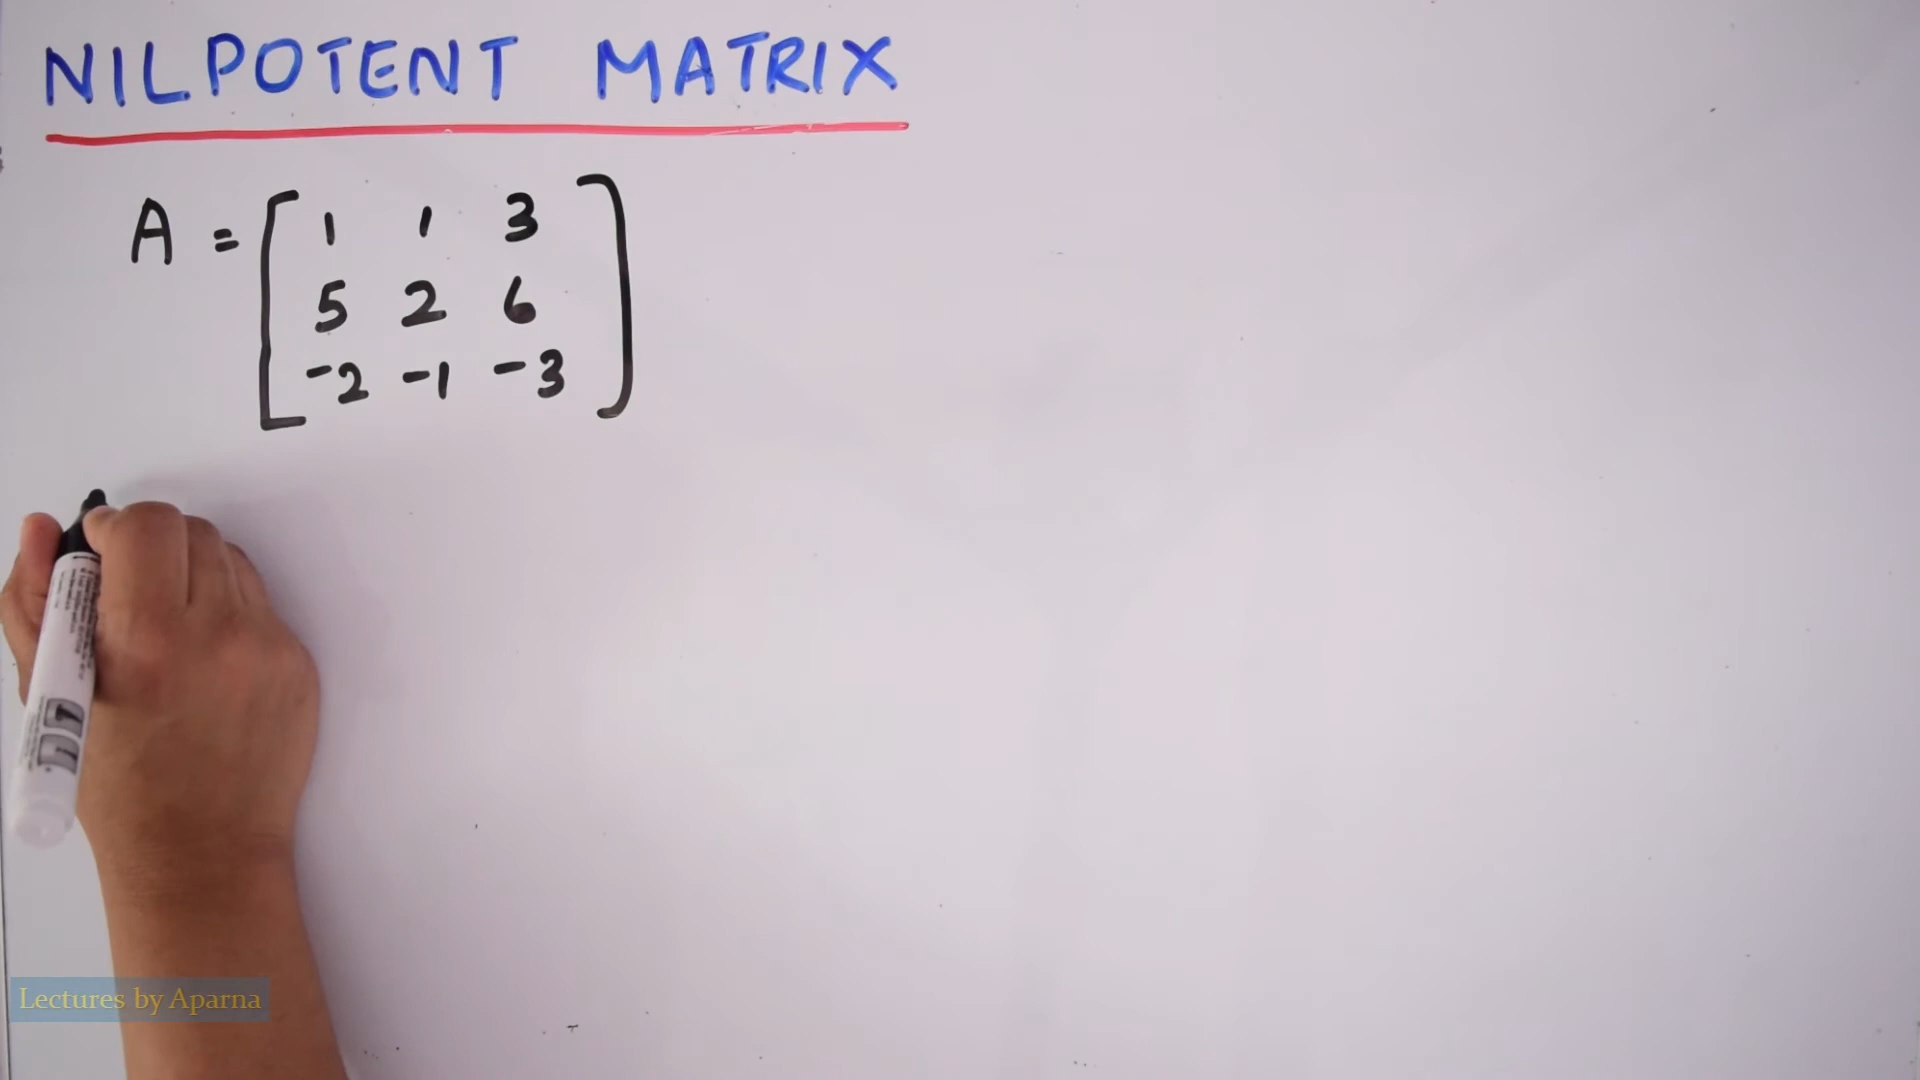 NILPOTENT MATRIX
A = [ 1 1 3
5 2 6
-2 -1 -3 ]
Lectures by Aparna